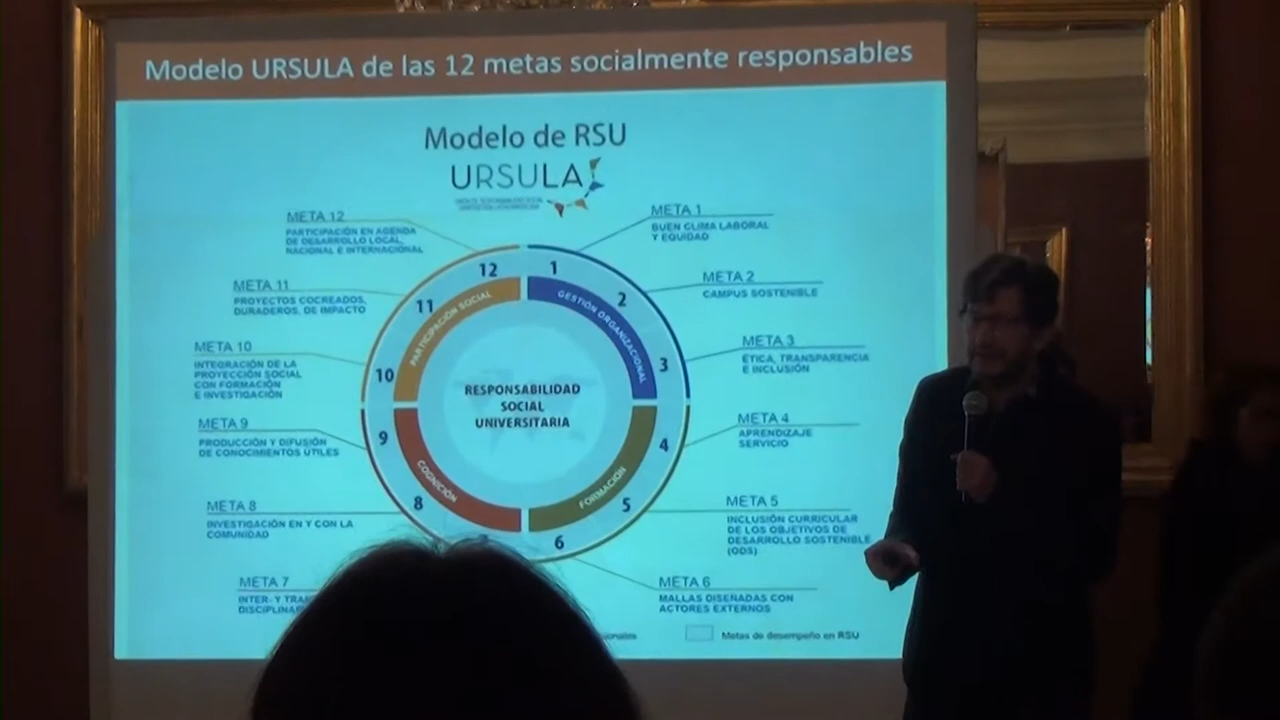 Modelo URSULA de las 12 metas socialmente responsables
Modelo de RSU
URSULA
META 12
PARTICIPACIÓN EN AGENDA
DE DESARROLLO LOCAL,
NACIONAL E INTERNACIONAL
META 1
BUEN CLIMA LABORAL
Y EQUIDAD
META 11
PROYECTOS COCREADOS,
DURADEROS, DE IMPACTO
META 2
CAMPUS SOSTENIBLE
META 10
INTEGRACIÓN DE LA
PROYECCIÓN SOCIAL
CON FORMACIÓN
E INVESTIGACIÓN
META 3
ÉTICA, TRANSPARENCIA
E INCLUSIÓN
META 9
PRODUCCIÓN Y DIFUSIÓN
DE CONOCIMIENTOS ÚTILES
META 4
APRENDIZAJE
SERVICIO
META 8
INVESTIGACIÓN EN Y CON LA
COMUNIDAD
META 5
INCLUSIÓN CURRICULAR
DE LOS OBJETIVOS DE
DESARROLLO SOSTENIBLE
(ODS)
META 7
INTER- Y
META 6
MALLAS DISEÑADAS CON
ACTORES EXTERNOS
12
1
11
2
10
3
9
4
8
5
6
PARTICIPACIÓN SOCIAL
GESTIÓN ORGANIZACIONAL
COGNICIÓN
FORMACIÓN
RESPONSABILIDAD
SOCIAL
UNIVERSITARIA
Metas de desempeño en RSU